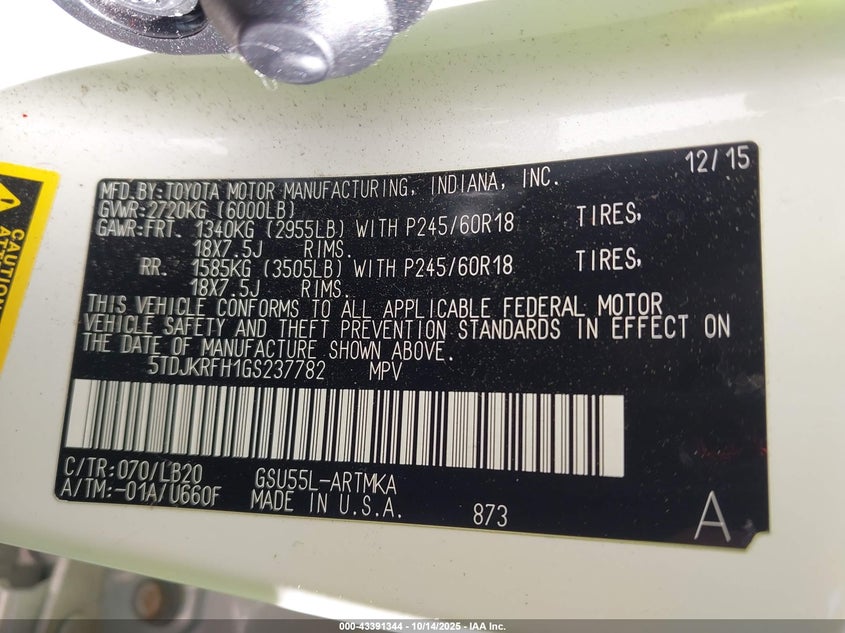 12/15
MFD.BY:TOYOTA MOTOR MANUFACTURING, INDIANA, INC.
GVWR:2720KG (6000LB)
GAWR:FRT. 1340KG (2955LB) WITH P245/60R18 TIRES,
18X7.5J RIMS.
RR. 1585KG (3505LB) WITH P245/60R18 TIRES,
18X7.5J RIMS.
THIS VEHICLE CONFORMS TO ALL APPLICABLE FEDERAL MOTOR
VEHICLE SAFETY AND THEFT PREVENTION STANDARDS IN EFFECT ON
THE DATE OF MANUFACTURE SHOWN ABOVE.
5TDJKRFH1GS237782 MPV
C/TR:070/LB20 GSU55L-ARTMKA
A/TM:-01A/U660F MADE IN U.S.A. 873 A
CAUTION
000-43391344 - 10/14/2025 - IAA Inc.